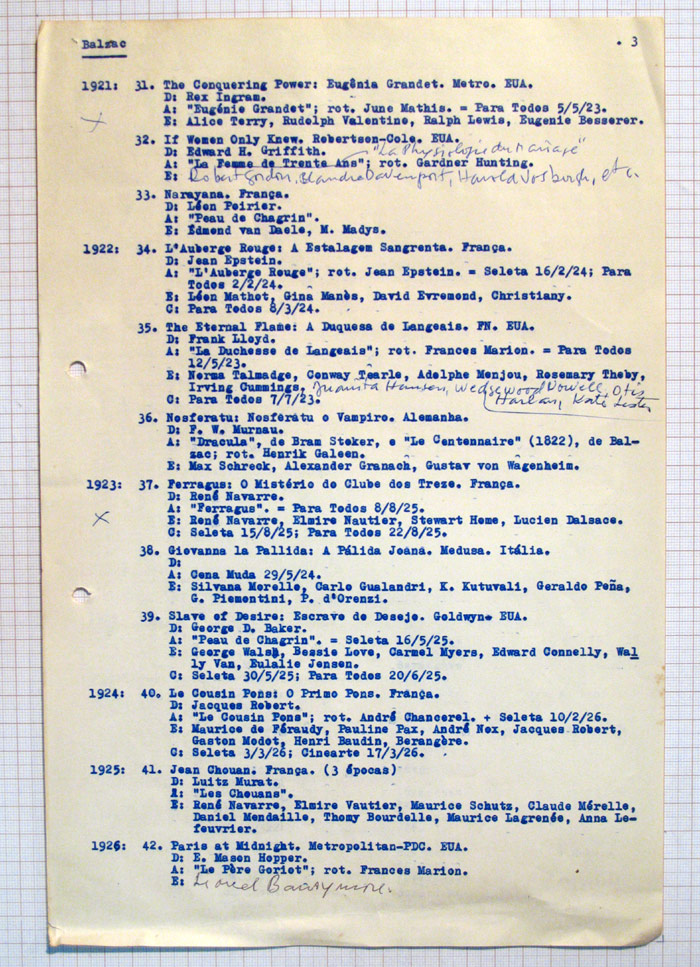 Balzac
. 3
1921: 31. The Conquering Power: Eugênia Grandet. Metro. EUA.
D: Rex Ingram.
A: "Eugénie Grandet"; rot. June Mathis. = Para Todos 5/5/23.
x
E: Alice Terry, Rudolph Valentine, Ralph Lewis, Eugenie Besserer.
32. If Women Only Knew. Robertson-Cole. EUA.
D: Edward H. Griffith. "La Physiologie du Mariage"
A: "La Femme de Trente Ans"; rot. Gardner Hunting.
E: Robert Gordon, Blandre Davenport, Harold Vosburgh, etc.
33. Narayana. França.
D: Léon Poirier.
A: "Peau de Chagrin".
E: Edmond van Daele, M. Madys.
1922: 34. L'Auberge Rouge: A Estalagem Sangrenta. França.
D: Jean Epstein.
A: "L'Auberge Rouge"; rot. Jean Epstein. = Seleta 16/2/24; Para
Todos 2/2/24.
E: Léon Mathot, Gina Manès, David Evremond, Christiany.
C: Para Todos 8/3/24.
35. The Eternal Flame: A Duquesa de Langeais. FN. EUA.
D: Frank Lloyd.
A: "La Duchesse de Langeais"; rot. Frances Marion. = Para Todos
12/5/23.
E: Norma Talmadge, Conway Tearle, Adolphe Menjou, Rosemary Theby,
Irving Cummings, Juanita Hansen, Wedgewood Nowell, Otis
C: Para Todos 7/7/23. Harlan, Kate Lester
36. Nosferatu: Nosferatu o Vampiro. Alemanha.
D: F. W. Murnau.
A: "Dracula", de Bram Stoker, e "Le Centennaire" (1822), de Bal-
zac; rot. Henrik Galeen.
E: Max Schreck, Alexander Granach, Gustav von Wagenheim.
1923: 37. Ferragus: O Mistério do Clube dos Treze. França.
D: René Navarre.
A: "Ferragus". = Para Todos 8/8/25.
x
E: René Navarre, Elmire Nautier, Stewart Home, Lucien Dalsace.
C: Seleta 15/8/25; Para Todos 22/8/25.
38. Giovanna la Pallida: A Pálida Joana. Medusa. Itália.
D:
A: Cena Muda 29/5/24.
E: Silvana Morelle, Carlo Gualandri, K. Kutuvali, Geraldo Peña,
G. Piemontini, P. d'Orenzi.
39. Slave of Desire: Escravo do Desejo. Goldwyn. EUA.
D: George D. Baker.
A: "Peau de Chagrin". = Seleta 16/5/25.
E: George Walsh, Bessie Love, Carmel Myers, Edward Connelly, Wal
ly Van, Eulalie Jensen.
C: Seleta 30/5/25; Para Todos 20/6/25.
1924: 40. Le Cousin Pons: O Primo Pons. França.
D: Jacques Robert.
A: "Le Cousin Pons"; rot. André Chancerel. + Seleta 10/2/26.
E: Maurice de Féraudy, Pauline Pax, André Nox, Jacques Robert,
Gaston Modot, Henri Baudin, Berangère.
C: Seleta 3/3/26; Cinearte 17/3/26.
1925: 41. Jean Chouan. França. (3 épocas)
D: Luitz Murat.
A: "Les Chouans".
E: René Navarre, Elmire Vautier, Maurice Schutz, Claude Mérelle,
Daniel Mendaille, Thomy Bourdelle, Maurice Lagrenée, Anna Le-
feuvrier.
1926: 42. Paris at Midnight. Metropolitan-PDC. EUA.
D: E. Mason Hopper.
A: "Le Père Goriot"; rot. Frances Marion.
E: Lionel Barrymore.